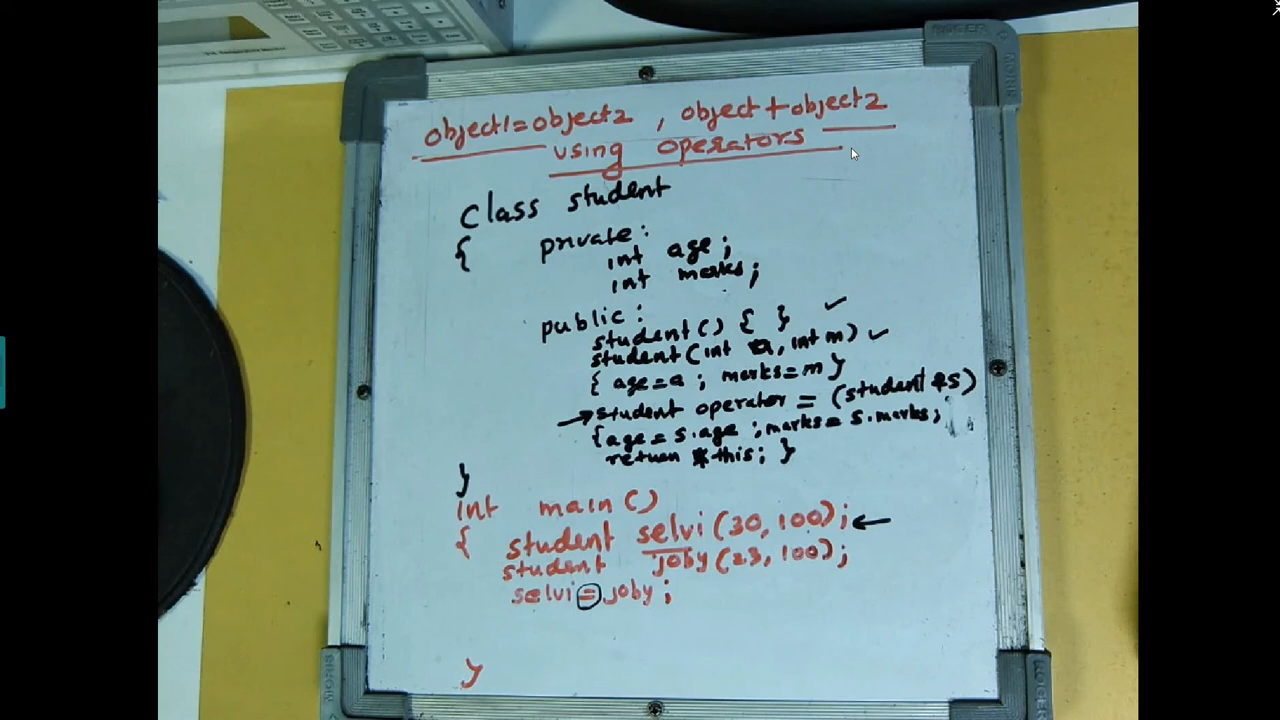 object1=object2 , object+object2
using operators
class student
{ private:
int age;
int marks;
public:
student() { } ✓
student(int a, int m) ✓
{ age=a ; marks=m }
→student operator = (student &s)
{age=s.age ;marks=s.marks;
return *this; }
}
int main()
{ student selvi(30,100); ←
student joby(23,100);
selvi=joby;
}
ROGER
MORRIS